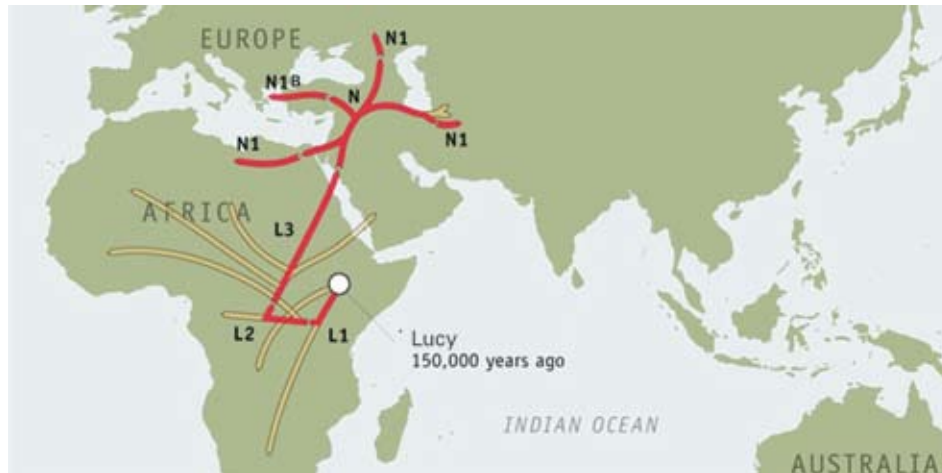 EUROPE
N1
N1B
N
N1
N1
AFRICA
L3
L2
L1
Lucy
150,000 years ago
INDIAN OCEAN
AUSTRALIA